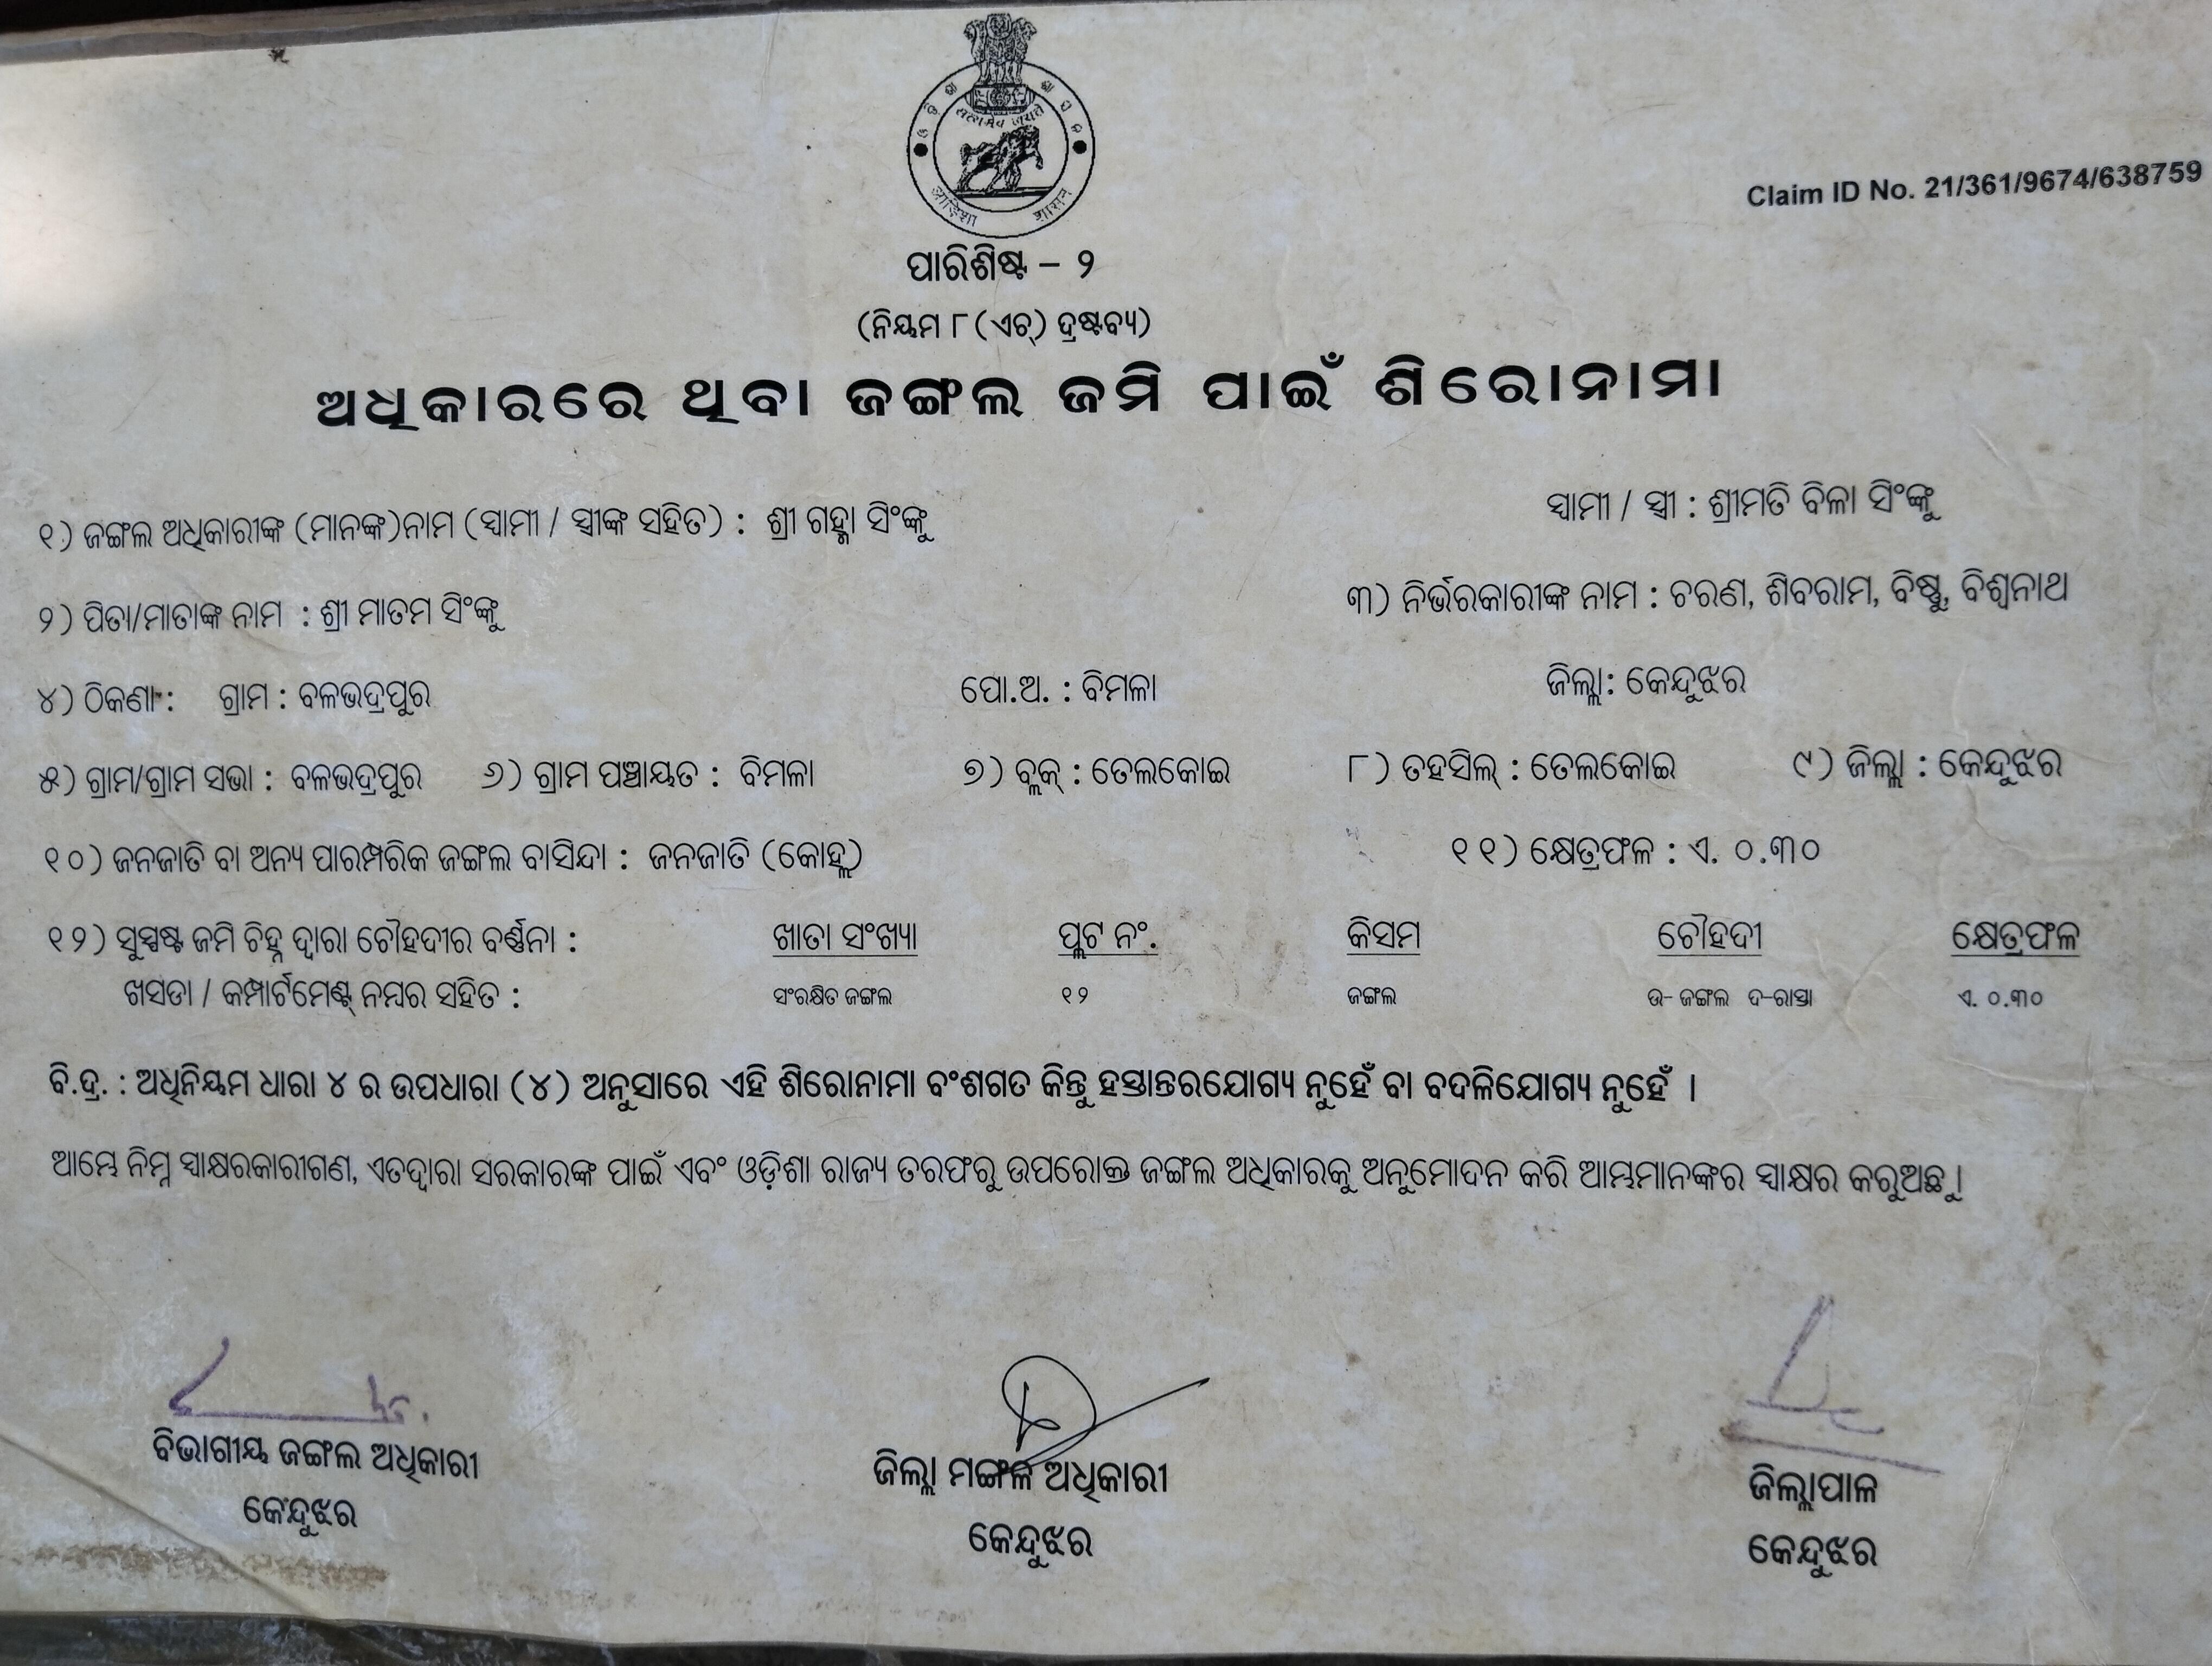 ଓଡ଼ିଶା ଶାସନ
सत्यमेव जयते
ओड़िशा शासन
Claim ID No. 21/361/9674/638759
ପାରିଶିଷ୍ଟ – ୨
(ନିୟମ ୮ (ଏଚ୍) ଦ୍ରଷ୍ଟବ୍ୟ)
ଅଧିକାରରେ ଥିବା ଜଙ୍ଗଲ ଜମି ପାଇଁ ଶିରୋନାମା
୧) ଜଙ୍ଗଲ ଅଧିକାରୀଙ୍କ (ମାନଙ୍କ)ନାମ (ସ୍ୱାମୀ / ସ୍ତ୍ରୀଙ୍କ ସହିତ) : ଶ୍ରୀ ଗହ୍ମା ସିଂଙ୍କୁ ସ୍ୱାମୀ / ସ୍ତ୍ରୀ : ଶ୍ରୀମତି ବିଳା ସିଂଙ୍କୁ
୨) ପିତା/ମାତାଙ୍କ ନାମ : ଶ୍ରୀ ମାତମ ସିଂଙ୍କୁ ୩) ନିର୍ଭରକାରୀଙ୍କ ନାମ : ଚରଣ, ଶିବରାମ, ବିଷ୍ଣୁ, ବିଶ୍ୱନାଥ
୪) ଠିକଣା : ଗ୍ରାମ : ବଳଭଦ୍ରପୁର ପୋ.ଅ. : ବିମଳା ଜିଲ୍ଲା: କେନ୍ଦୁଝର
୫) ଗ୍ରାମ/ଗ୍ରାମ ସଭା : ବଳଭଦ୍ରପୁର ୬) ଗ୍ରାମ ପଞ୍ଚାୟତ : ବିମଳା ୭) ବ୍ଲକ୍ : ତେଲକୋଇ ୮) ତହସିଲ୍ : ତେଲକୋଇ ୯) ଜିଲ୍ଲା : କେନ୍ଦୁଝର
୧୦) ଜନଜାତି ବା ଅନ୍ୟ ପାରମ୍ପରିକ ଜଙ୍ଗଲ ବାସିନ୍ଦା : ଜନଜାତି (କୋହ୍ଲ) ୧୧) କ୍ଷେତ୍ରଫଳ : ଏ. ୦.୩୦
୧୨) ସୁସ୍ପଷ୍ଟ ଜମି ଚିହ୍ନ ଦ୍ୱାରା ଚୌହଦୀର ବର୍ଣ୍ଣନା : ଖାତା ସଂଖ୍ୟା ପ୍ଲଟ ନଂ. କିସମ ଚୌହଦୀ କ୍ଷେତ୍ରଫଳ
ଖସଡା / କମ୍ପାର୍ଟମେଣ୍ଟ୍ ନମ୍ବର ସହିତ : ସଂରକ୍ଷିତ ଜଙ୍ଗଲ ୧୨ ଜଙ୍ଗଲ ଉ- ଜଙ୍ଗଲ ଦ-ରାସ୍ତା ଏ. ୦.୩୦
ବି.ଦ୍ର. : ଅଧିନିୟମ ଧାରା ୪ ର ଉପଧାରା (୪) ଅନୁସାରେ ଏହି ଶିରୋନାମା ବଂଶଗତ କିନ୍ତୁ ହସ୍ତାନ୍ତରଯୋଗ୍ୟ ନୁହେଁ ବା ବଦଳିଯୋଗ୍ୟ ନୁହେଁ ।
ଆମ୍ଭେ ନିମ୍ନ ସ୍ୱାକ୍ଷରକାରୀଗଣ, ଏତଦ୍ୱାରା ସରକାରଙ୍କ ପାଇଁ ଏବଂ ଓଡ଼ିଶା ରାଜ୍ୟ ତରଫରୁ ଉପରୋକ୍ତ ଜଙ୍ଗଲ ଅଧିକାରକୁ ଅନୁମୋଦନ କରି ଆମ୍ଭମାନଙ୍କର ସ୍ୱାକ୍ଷର କରୁଅଛୁ।
ବିଭାଗୀୟ ଜଙ୍ଗଲ ଅଧିକାରୀ ଜିଲ୍ଲା ମଙ୍ଗଳ ଅଧିକାରୀ ଜିଲ୍ଲାପାଳ
କେନ୍ଦୁଝର କେନ୍ଦୁଝର କେନ୍ଦୁଝର